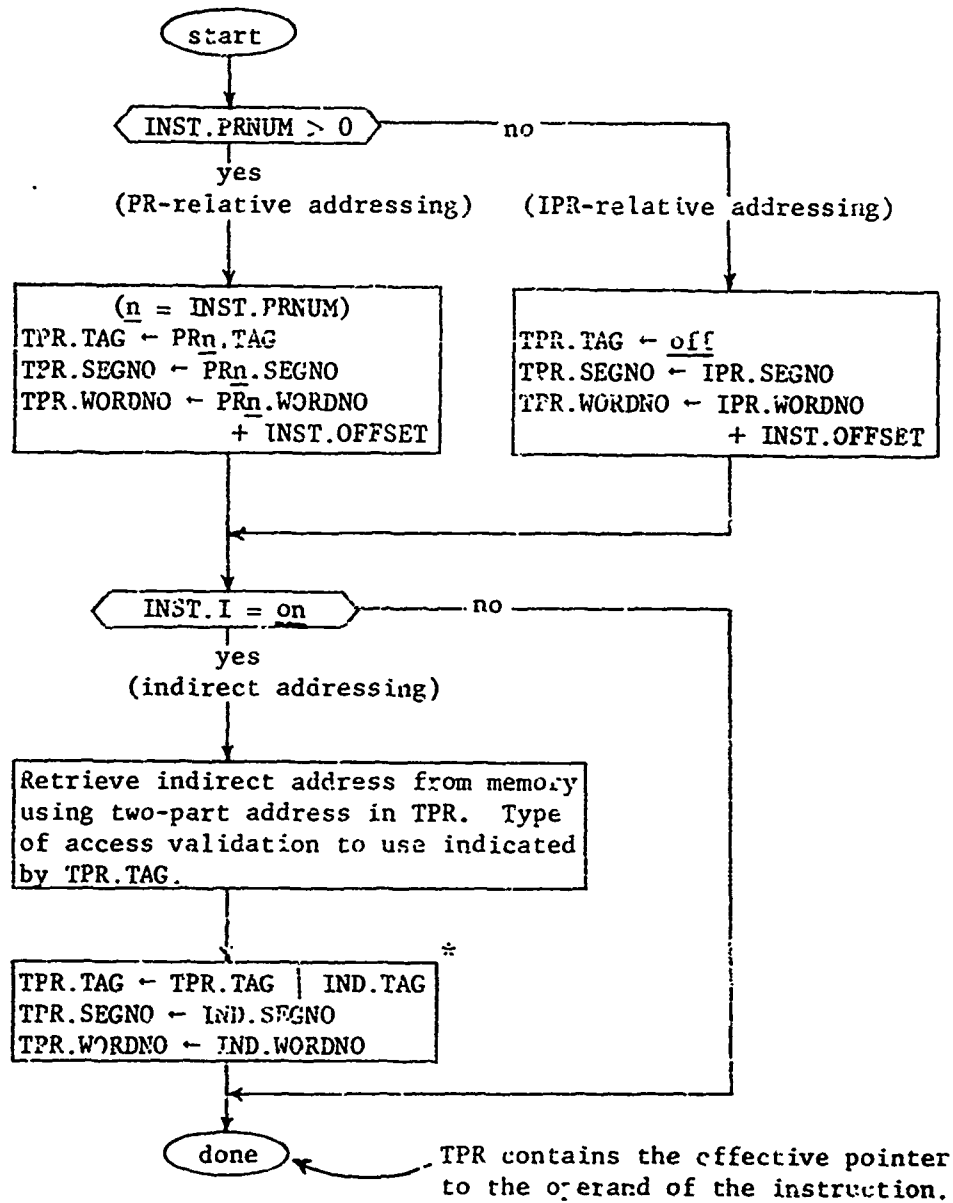 start
INST.PRNUM > 0
no
yes
(PR-relative addressing)
(IPR-relative addressing)
(n = INST.PRNUM)
TPR.TAG ← PRn.TAG
TPR.SEGNO ← PRn.SEGNO
TPR.WORDNO ← PRn.WORDNO
+ INST.OFFSET
TPR.TAG ← off
TPR.SEGNO ← IPR.SEGNO
TPR.WORDNO ← IPR.WORDNO
+ INST.OFFSET
INST.I = on
no
yes
(indirect addressing)
Retrieve indirect address from memory
using two-part address in TPR. Type
of access validation to use indicated
by TPR.TAG.
*
TPR.TAG ← TPR.TAG | IND.TAG
TPR.SEGNO ← IND.SEGNO
TPR.WORDNO ← IND.WORDNO
done
TPR contains the effective pointer
to the operand of the instruction.